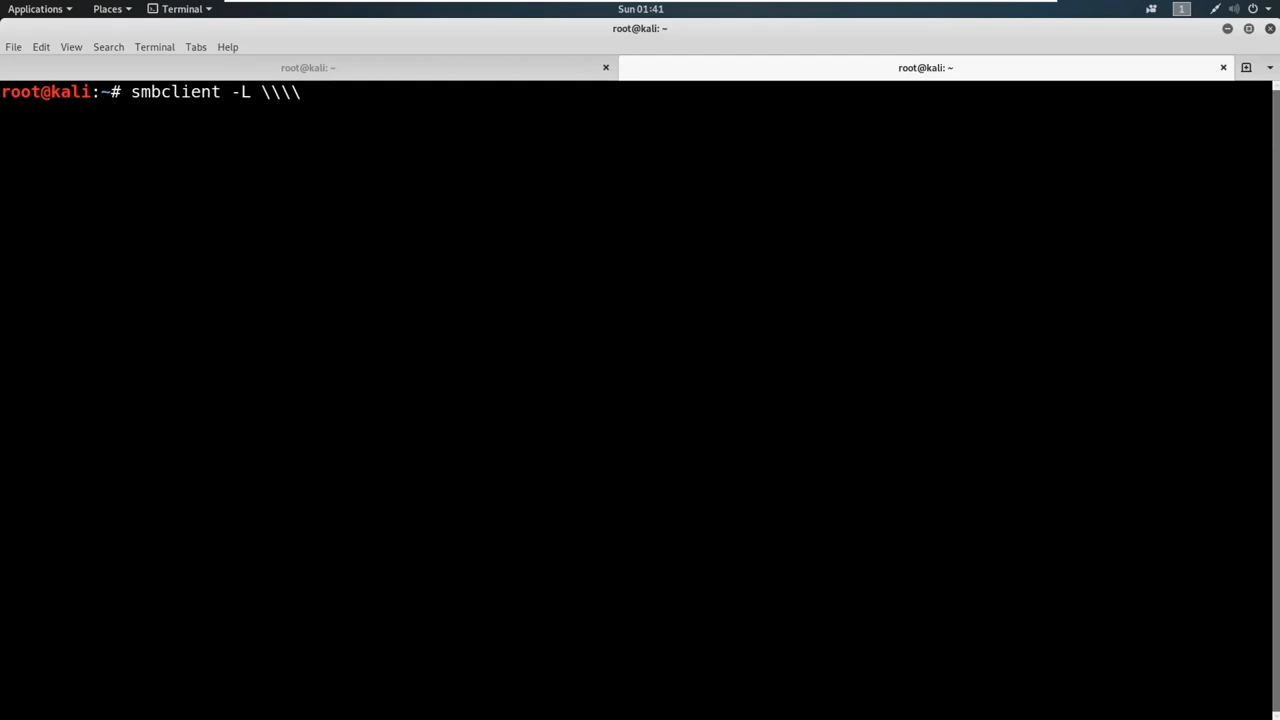 Applications Places Terminal Sun 01:41 1
root@kali: ~
File Edit View Search Terminal Tabs Help
root@kali: ~ root@kali: ~
root@kali:~# smbclient -L \\\\